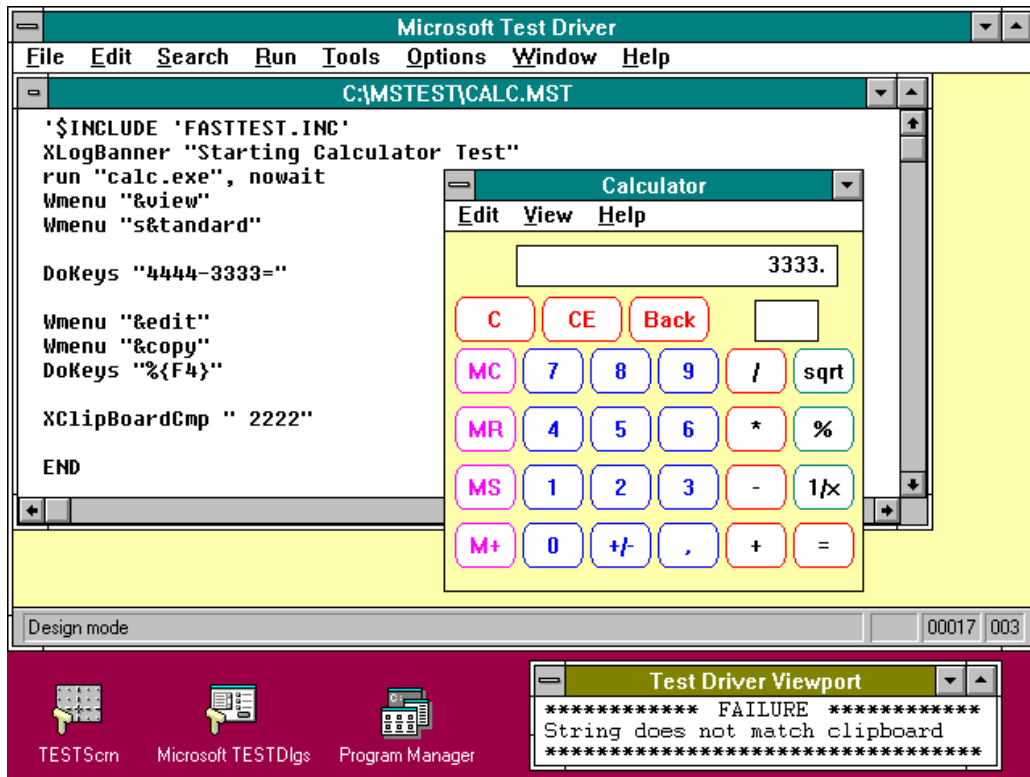 Microsoft Test Driver
File Edit Search Run Tools Options Window Help
C:\MSTEST\CALC.MST
'$INCLUDE 'FASTTEST.INC'
XLogBanner "Starting Calculator Test"
run "calc.exe", nowait
Wmenu "&view"
Wmenu "s&tandard"
DoKeys "4444-3333="
Wmenu "&edit"
Wmenu "&copy"
DoKeys "%{F4}"
XClipBoardCmp " 2222"
END
Calculator
Edit View Help
3333.
C CE Back
MC 7 8 9 / sqrt
MR 4 5 6 * %
MS 1 2 3 - 1/x
M+ 0 +/- , + =
Design mode 00017 003
TESTScrn Microsoft TESTDlgs Program Manager
Test Driver Viewport
************ FAILURE ************
String does not match clipboard
**********************************